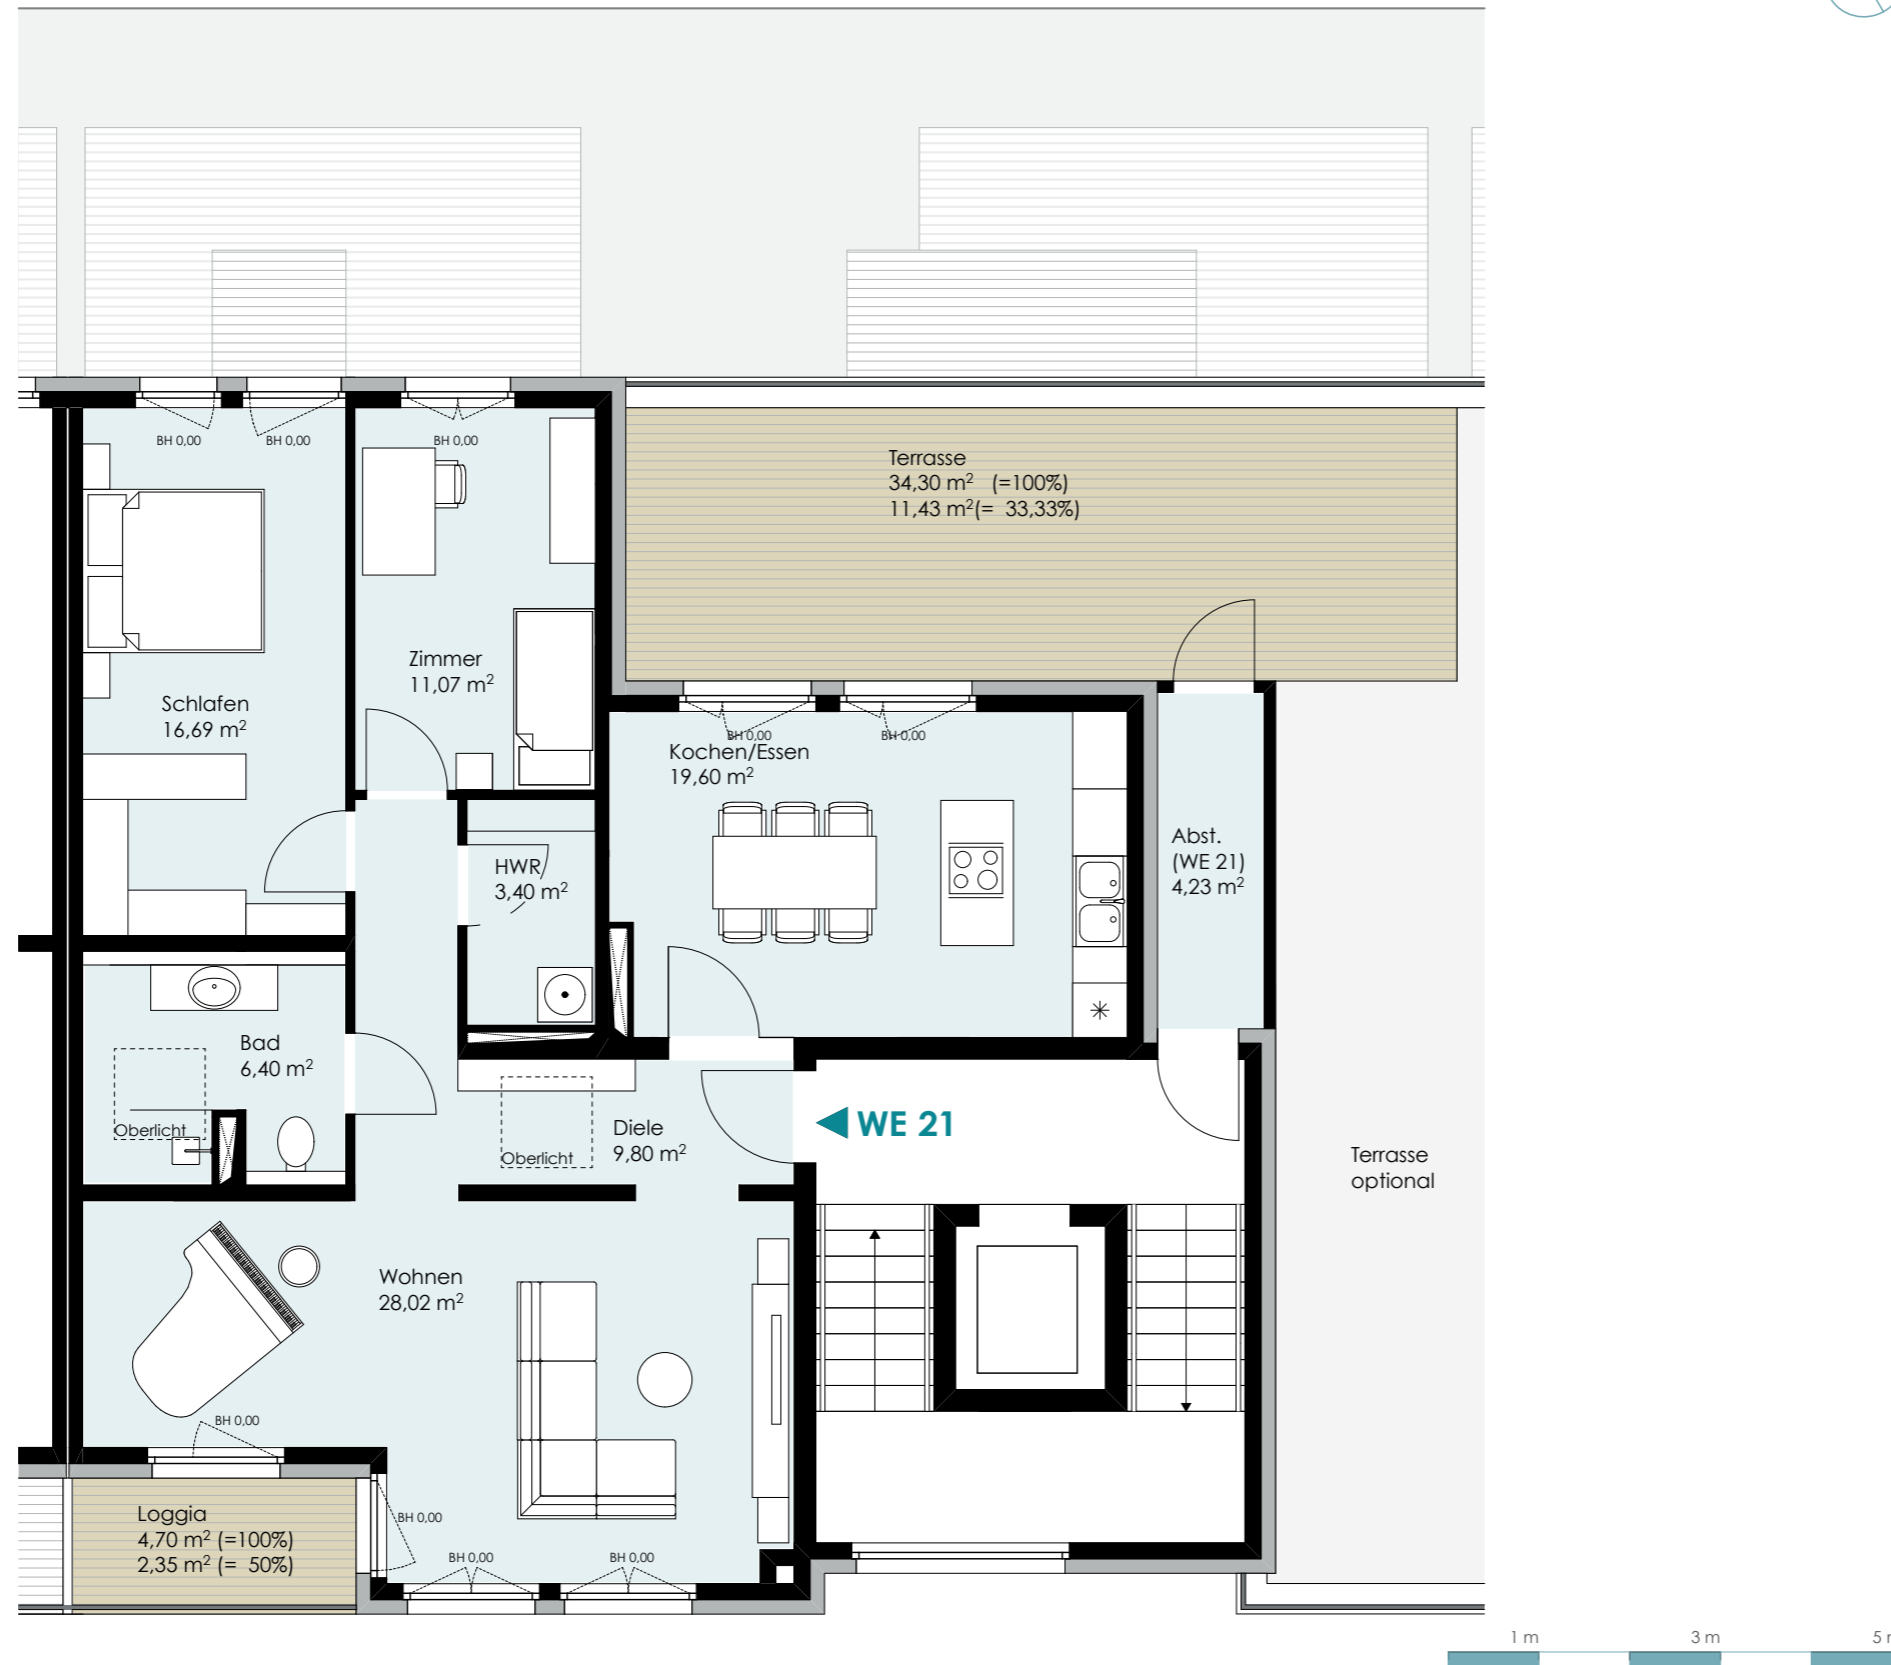 BH 0,00
BH 0,00
BH 0,00
Terrasse
34,30 m² (=100%)
11,43 m²(= 33,33%)
Zimmer
11,07 m²
Schlafen
16,69 m²
BH 0,00
BH 0,00
Kochen/Essen
19,60 m²
HWR
3,40 m²
Abst.
(WE 21)
4,23 m²
Bad
6,40 m²
Oberlicht
Diele
9,80 m²
Oberlicht
WE 21
Terrasse
optional
Wohnen
28,02 m²
BH 0,00
Loggia
4,70 m² (=100%)
2,35 m² (= 50%)
BH 0,00
BH 0,00
BH 0,00
1 m
3 m
5